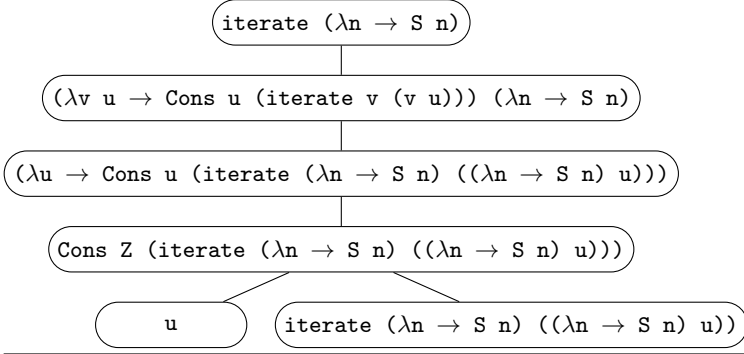 iterate (λn → S n)
(λv u → Cons u (iterate v (v u))) (λn → S n)
(λu → Cons u (iterate (λn → S n) ((λn → S n) u)))
Cons Z (iterate (λn → S n) ((λn → S n) u)))
u iterate (λn → S n) ((λn → S n) u))